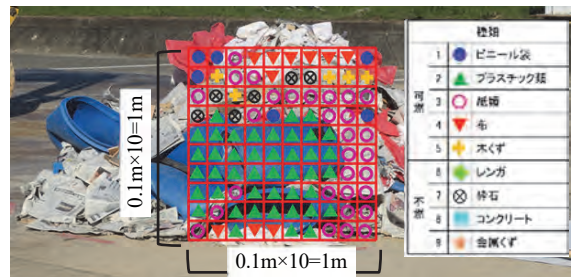 0.1m×10=1m
0.1m×10=1m
種類
可燃
1 ビニール袋
2 プラスチック類
3 紙類
4 布
5 木くず
不燃
6 レンガ
7 砕石
8 コンクリート
9 金属くず